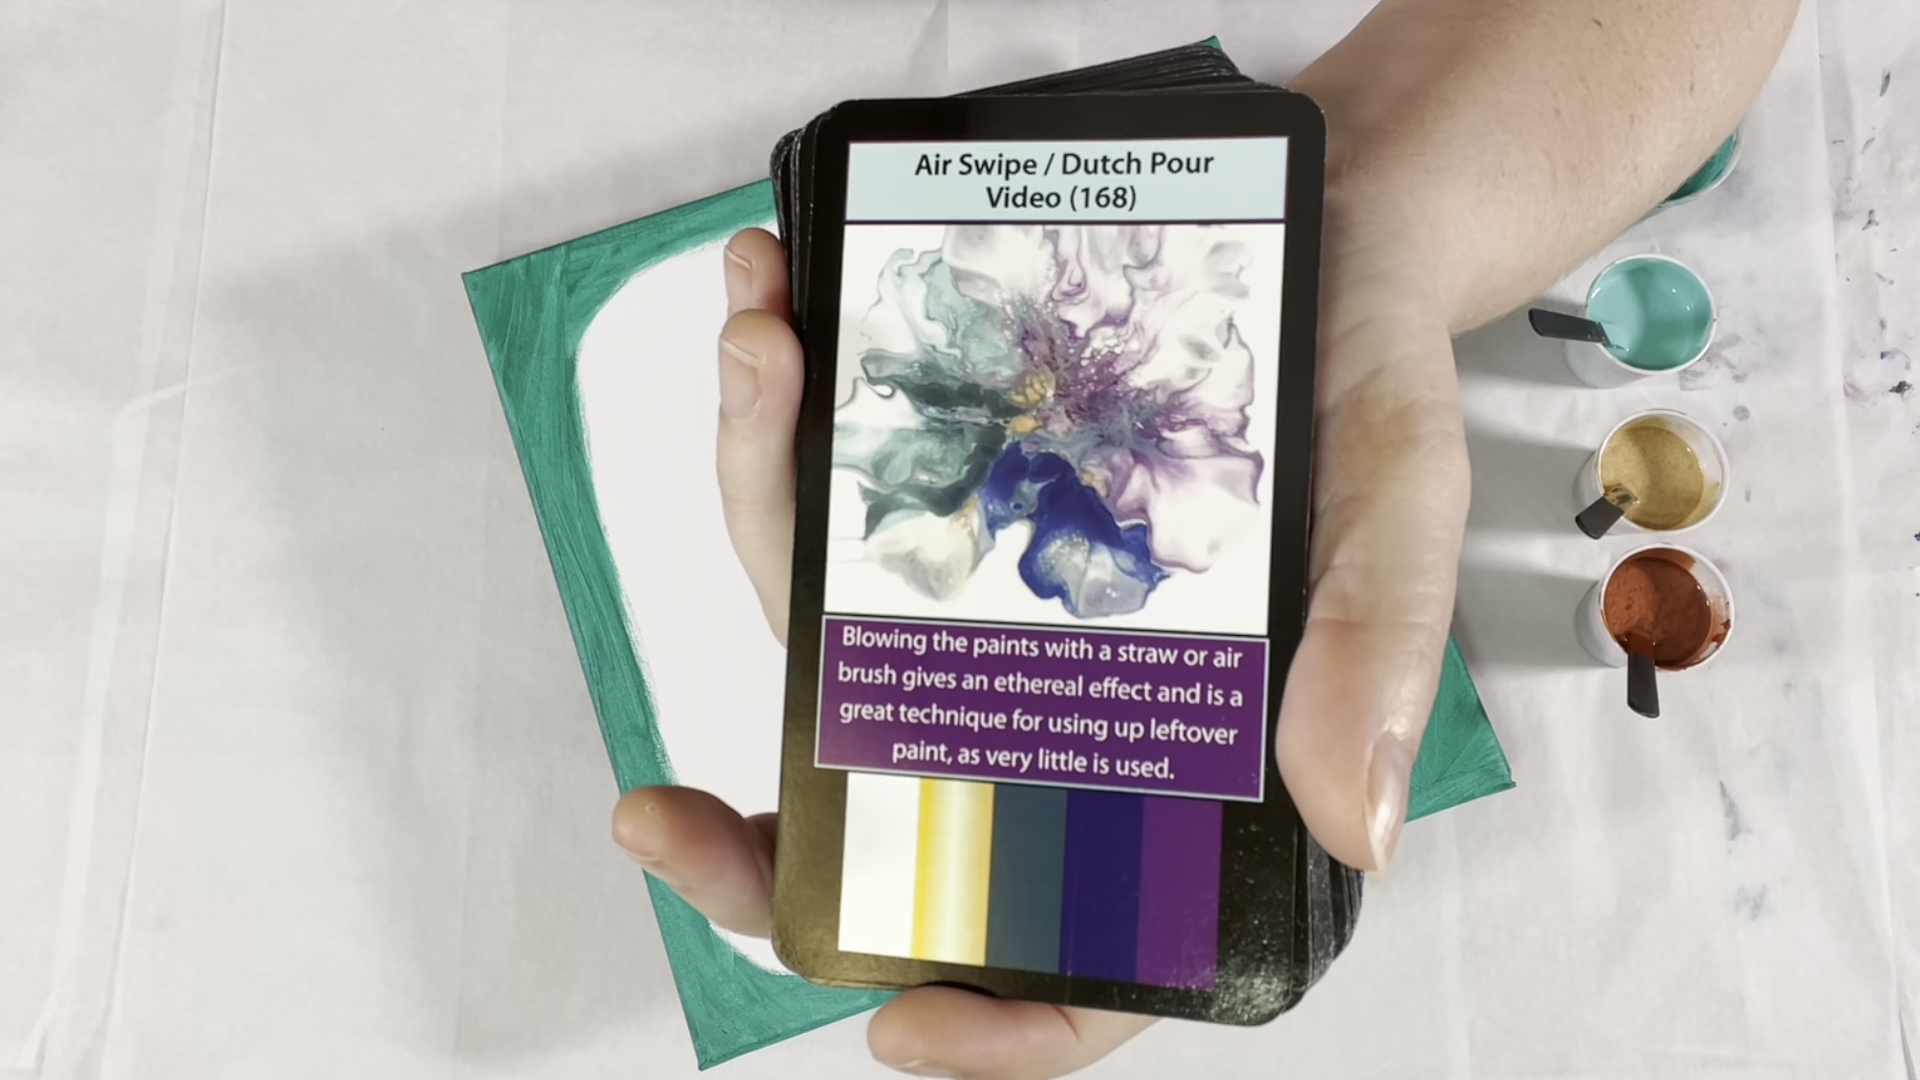 Air Swipe / Dutch Pour
Video (168)
Blowing the paints with a straw or air
brush gives an ethereal effect and is a
great technique for using up leftover
paint, as very little is used.